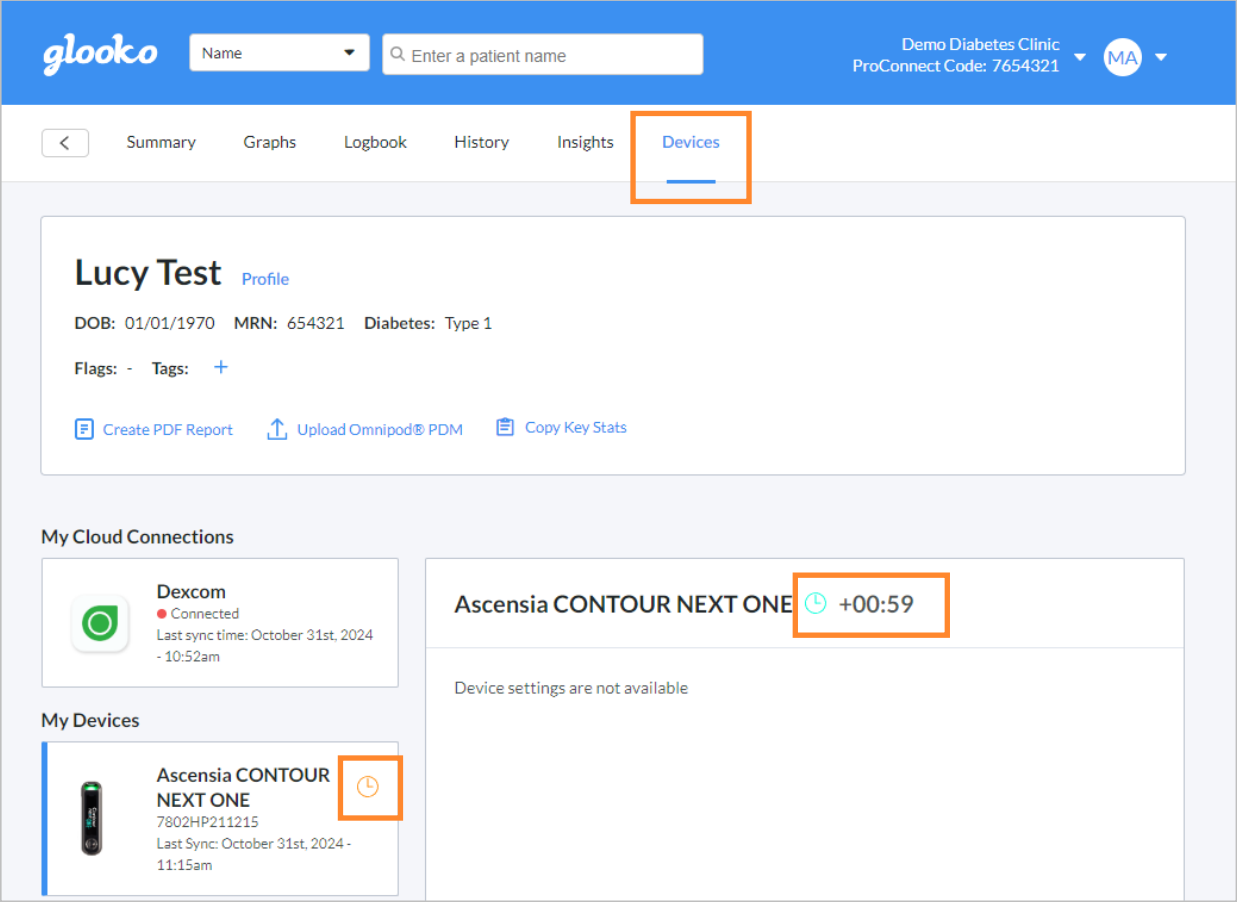 glooko
Name
Enter a patient name
Demo Diabetes Clinic
ProConnect Code: 7654321
MA
Summary
Graphs
Logbook
History
Insights
Devices
Lucy Test
Profile
DOB: 01/01/1970 MRN: 654321 Diabetes: Type 1
Flags: - Tags: +
Create PDF Report
Upload Omnipod® PDM
Copy Key Stats
My Cloud Connections
Dexcom
Connected
Last sync time: October 31st, 2024
- 10:52am
My Devices
Ascensia CONTOUR
NEXT ONE
7802HP211215
Last Sync: October 31st, 2024 -
11:15am
Ascensia CONTOUR NEXT ONE
+00:59
Device settings are not available